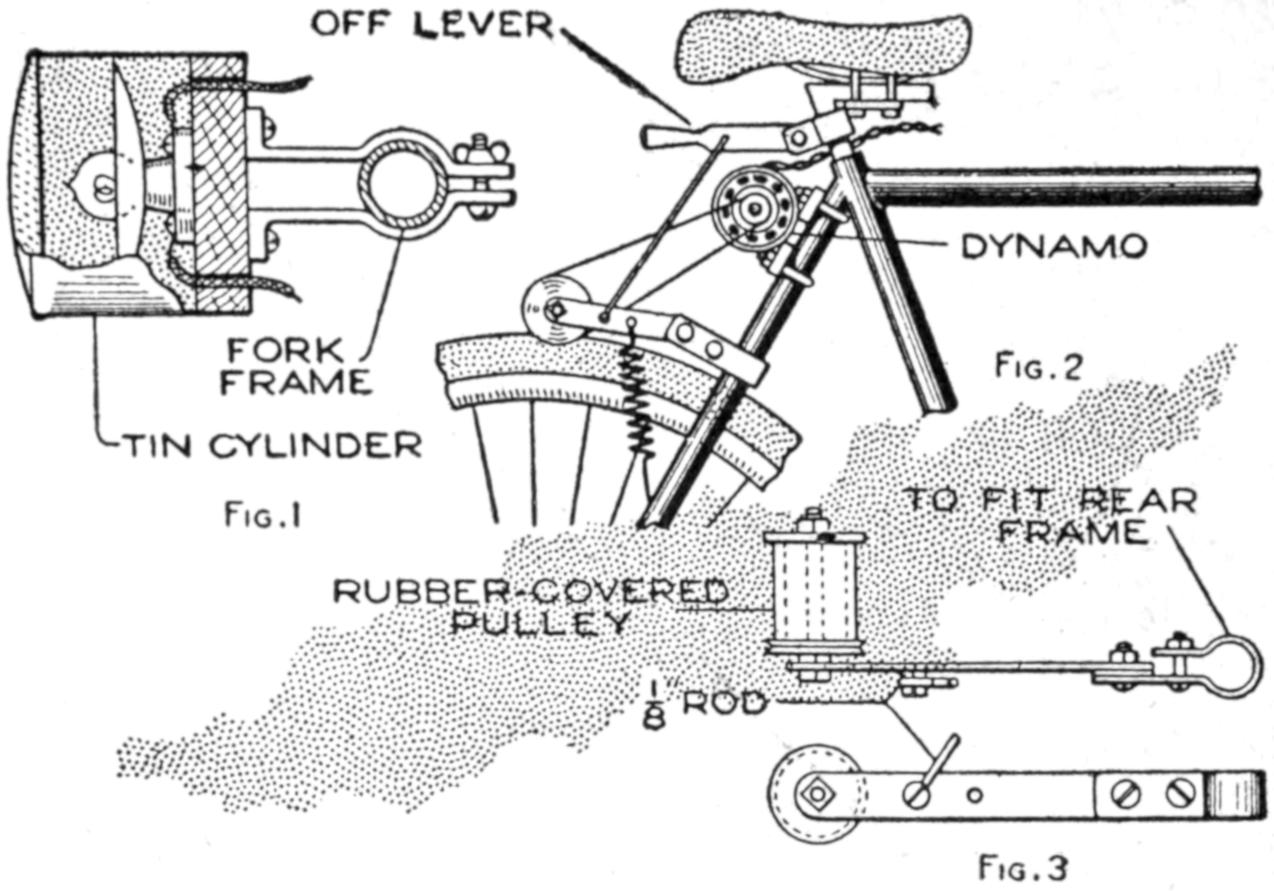 OFF LEVER
DYNAMO
FORK
FRAME
TIN CYLINDER
FIG.1
FIG.2
TO FIT REAR
FRAME
RUBBER-COVERED
PULLEY
1/8" ROD
FIG.3